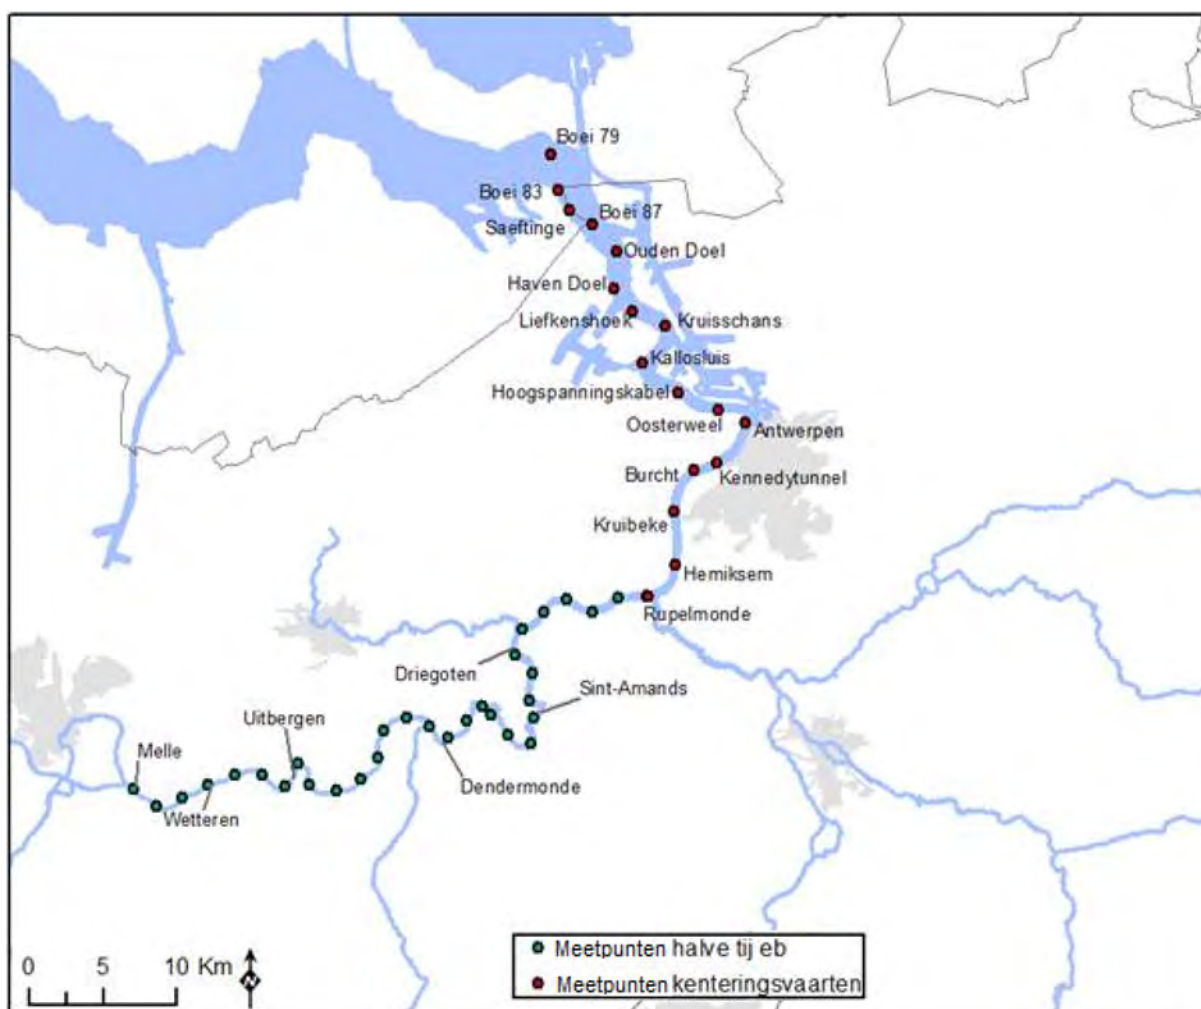 Boei 79
Boei 83
Boei 87
Saeftinge
Ouden Doel
Haven Doel
Liefkenshoek
Kruisschans
Kallosluis
Hoogspanningskabel
Oosterweel
Antwerpen
Burcht
Kennedytunnel
Kruibeke
Hemiksem
Rupelmonde
Driegoten
Sint-Amands
Uitbergen
Melle
Dendermonde
Wetteren
Meetpunten halve tij eb
Meetpunten kenteringsvaarten
0 5 10 Km
N